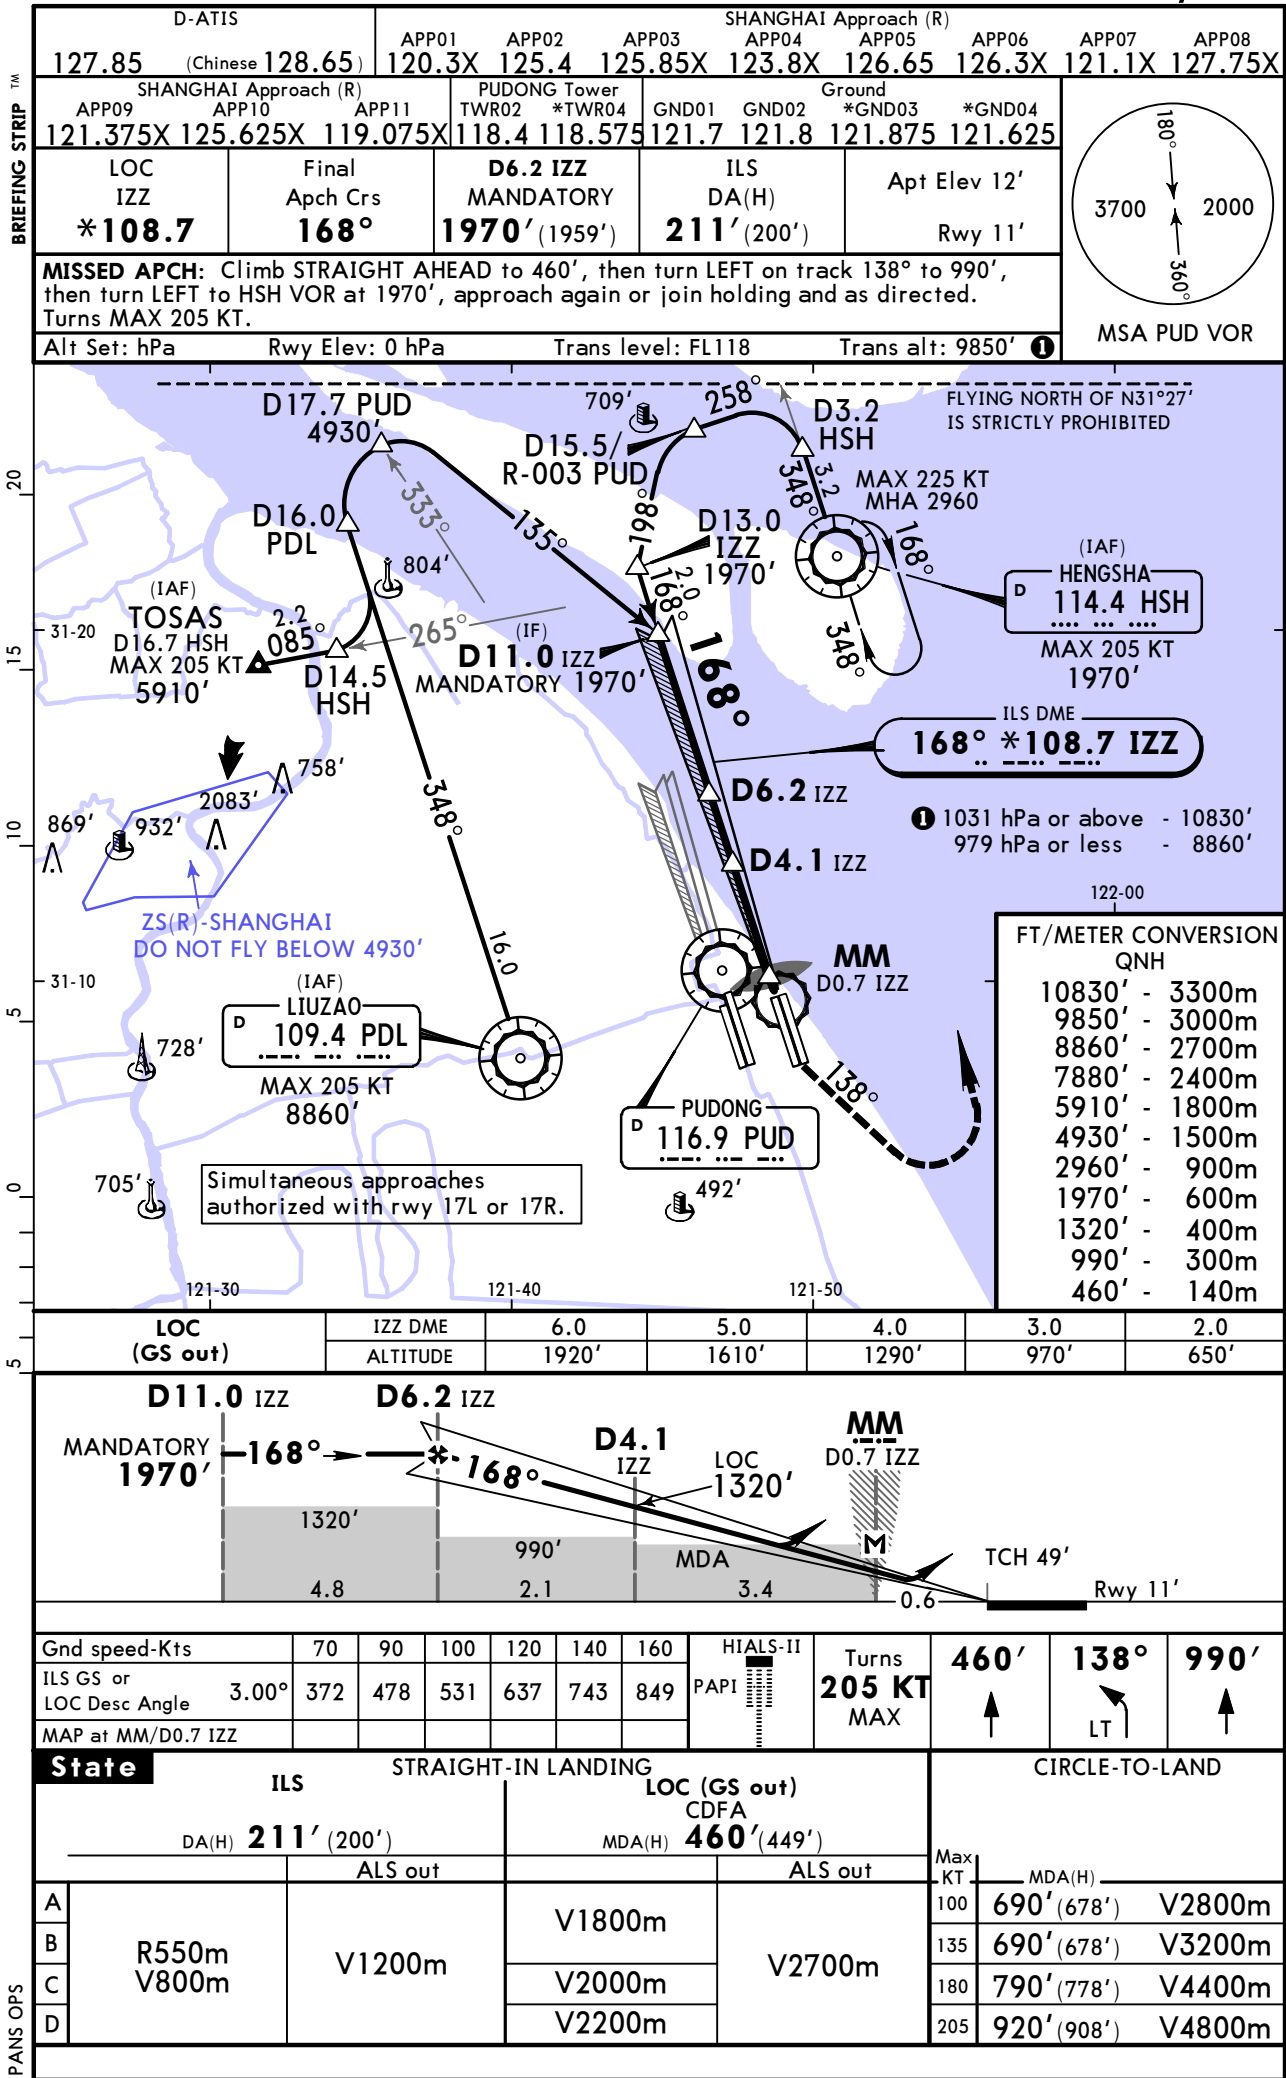 D-ATIS
127.85 (Chinese 128.65)
SHANGHAI Approach (R)
APP01 APP02 APP03 APP04 APP05 APP06 APP07 APP08
120.3X 125.4 125.85X 123.8X 126.65 126.3X 121.1X 127.75X
SHANGHAI Approach (R)
APP09 APP10 APP11
121.375X 125.625X 119.075X
PUDONG Tower
TWR02 *TWR04
118.4 118.575
Ground
GND01 GND02 *GND03 *GND04
121.7 121.8 121.875 121.625
BRIEFING STRIP TM
LOC
IZZ
*108.7
Final
Apch Crs
168°
D6.2 IZZ
MANDATORY
1970' (1959')
ILS
DA(H)
211' (200')
Apt Elev 12'
Rwy 11'
180°
3700 2000
360°
MSA PUD VOR
MISSED APCH: Climb STRAIGHT AHEAD to 460', then turn LEFT on track 138° to 990',
then turn LEFT to HSH VOR at 1970', approach again or join holding and as directed.
Turns MAX 205 KT.
Alt Set: hPa Rwy Elev: 0 hPa Trans level: FL118 Trans alt: 9850' 1
FLYING NORTH OF N31°27'
IS STRICTLY PROHIBITED
D17.7 PUD
4930'
709'
258°
D3.2
HSH
D15.5/
R-003 PUD
348°
3.2
MAX 225 KT
MHA 2960
20
333°
D16.0
PDL
135°
198°
D13.0
IZZ
1970'
168°
2.0
168°
348°
804'
(IAF)
HENGSHA
D 114.4 HSH
MAX 205 KT
1970'
(IAF)
TOSAS
D16.7 HSH
MAX 205 KT
5910'
2.2
085°
265°
31-20
15
D14.5
HSH
(IF)
D11.0 IZZ
MANDATORY 1970'
168°
ILS DME
168° *108.7 IZZ
758'
2083'
869'
932'
348°
D6.2 IZZ
1 1031 hPa or above - 10830'
979 hPa or less - 8860'
10
D4.1 IZZ
122-00
ZS(R)-SHANGHAI
DO NOT FLY BELOW 4930'
16.0
MM
D0.7 IZZ
31-10
5
(IAF)
LIUZAO
D 109.4 PDL
MAX 205 KT
8860'
728'
138°
PUDONG
D 116.9 PUD
492'
705'
0
Simultaneous approaches
authorized with rwy 17L or 17R.
121-30 121-40 121-50
5
FT/METER CONVERSION
QNH
10830' - 3300m
9850' - 3000m
8860' - 2700m
7880' - 2400m
5910' - 1800m
4930' - 1500m
2960' - 900m
1970' - 600m
1320' - 400m
990' - 300m
460' - 140m
LOC
(GS out)
IZZ DME 6.0 5.0 4.0 3.0 2.0
ALTITUDE 1920' 1610' 1290' 970' 650'
D11.0 IZZ
D6.2 IZZ
MANDATORY
1970'
168°
168°
D4.1
IZZ
LOC
1320'
MM
D0.7 IZZ
M
1320'
990'
MDA
TCH 49'
4.8 2.1 3.4 0.6
Rwy 11'
Gnd speed-Kts 70 90 100 120 140 160
ILS GS or
LOC Desc Angle 3.00° 372 478 531 637 743 849
MAP at MM/D0.7 IZZ
HIALS-II
PAPI
Turns
205 KT
MAX
460'
138°
LT
990'
State
STRAIGHT-IN LANDING
ILS
DA(H) 211' (200')
ALS out
LOC (GS out)
CDFA
MDA(H) 460' (449')
ALS out
CIRCLE-TO-LAND
Max
KT MDA(H)
A
B
C
D
R550m
V800m
V1200m
V1800m
V2000m
V2200m
V2700m
100 690' (678') V2800m
135 690' (678') V3200m
180 790' (778') V4400m
205 920' (908') V4800m
PANS OPS